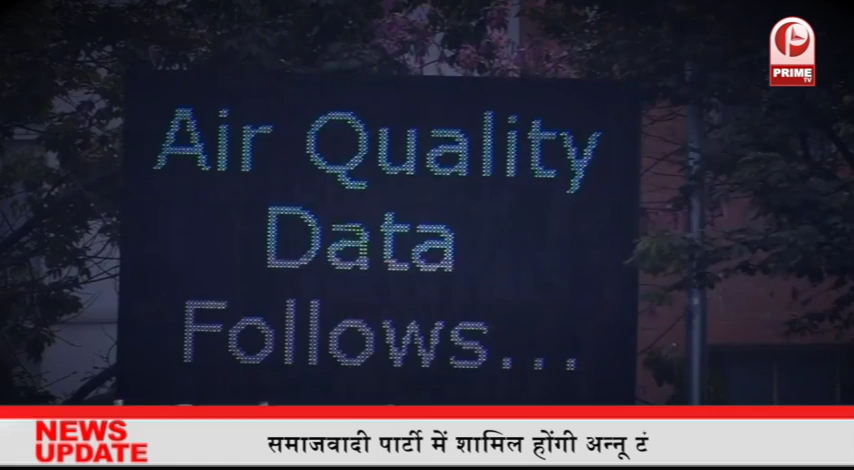 PRIME
TV
Air Quality
Data
Follows...
NEWS
UPDATE
समाजवादी पार्टी में शामिल होंगी अन्नू टं